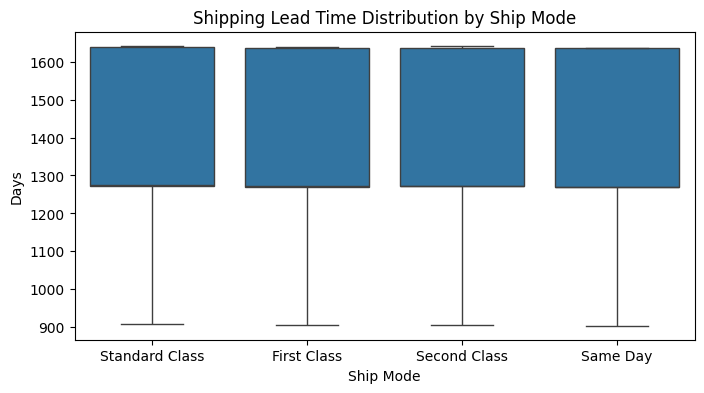 Shipping Lead Time Distribution by Ship Mode
1600
1500
1400
1300
1200
1100
1000
900
Days
Standard Class
First Class
Second Class
Same Day
Ship Mode